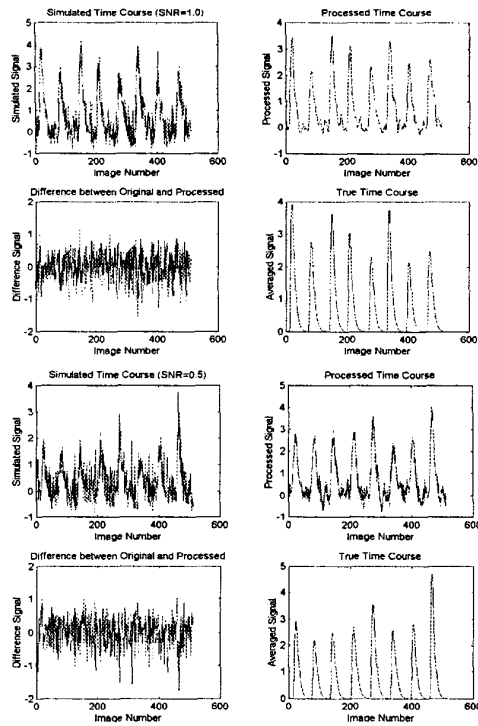 Simulated Time Course (SNR=1.0)
Simulated Signal
5
4
3
2
1
0
-1
0 200 400 600
Image Number
Processed Time Course
Processed Signal
4
3
2
1
0
-1
0 200 400 600
Image Number
Difference between Original and Processed
Difference Signal
2
1
0
-1
-2
0 200 400 600
Image Number
True Time Course
Averaged Signal
4
3
2
1
0
0 200 400 600
Image Number
Simulated Time Course (SNR=0.5)
Simulated Signal
4
3
2
1
0
-1
0 200 400 600
Image Number
Processed Time Course
Processed Signal
5
4
3
2
1
0
-1
0 200 400 600
Image Number
Difference between Original and Processed
Difference Signal
2
1
0
-1
-2
0 200 400 600
Image Number
True Time Course
Averaged Signal
5
4
3
2
1
0
0 200 400 600
Image Number